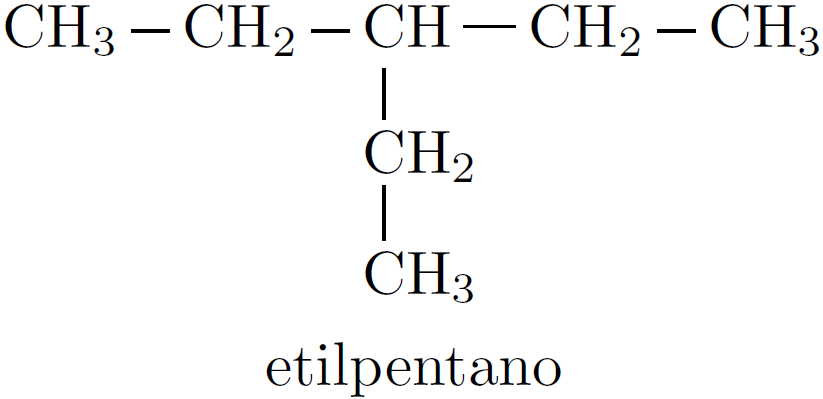 CH₃ — CH₂ — CH — CH₂ — CH₃
CH₂
CH₃
etilpentano